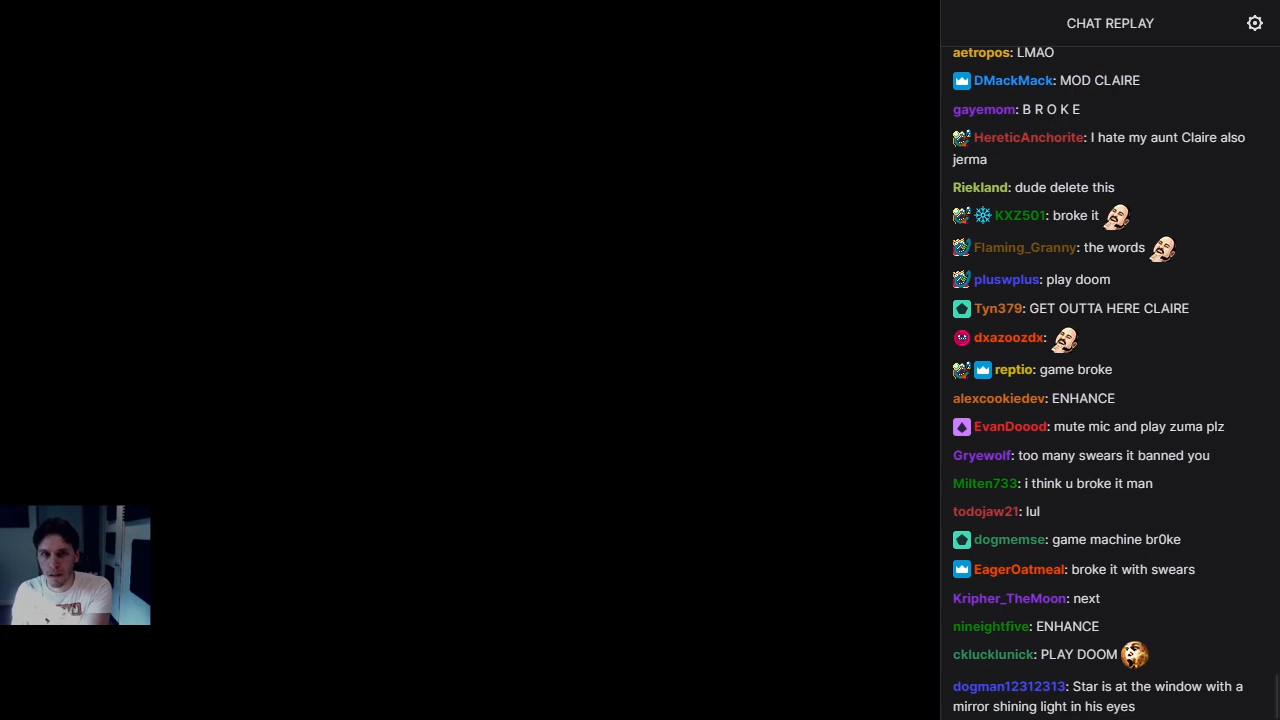 CHAT REPLAY
aetropos: LMAO
DMackMack: MOD CLAIRE
gayemom: B R O K E
HereticAnchorite: I hate my aunt Claire also
jerma
Riekland: dude delete this
KXZ501: broke it
Flaming_Granny: the words
pluswplus: play doom
Tyn379: GET OUTTA HERE CLAIRE
dxazoozdx:
reptio: game broke
alexcookiedev: ENHANCE
EvanDoood: mute mic and play zuma plz
Gryewolf: too many swears it banned you
Milten733: i think u broke it man
todojaw21: lul
dogmemse: game machine br0ke
EagerOatmeal: broke it with swears
Kripher_TheMoon: next
nineightfive: ENHANCE
cklucklunick: PLAY DOOM
dogman12312313: Star is at the window with a
mirror shining light in his eyes